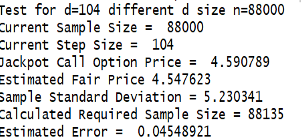 Test for d=104 different d size n=88000
Current Sample Size =  88000
Current Step Size =  104
Jackpot Call Option Price =  4.590789
Estimated Fair Price 4.547623
Sample Standard Deviation = 5.230341
Calculated Required Sample Size = 88135
Estimated Error =  0.04548921